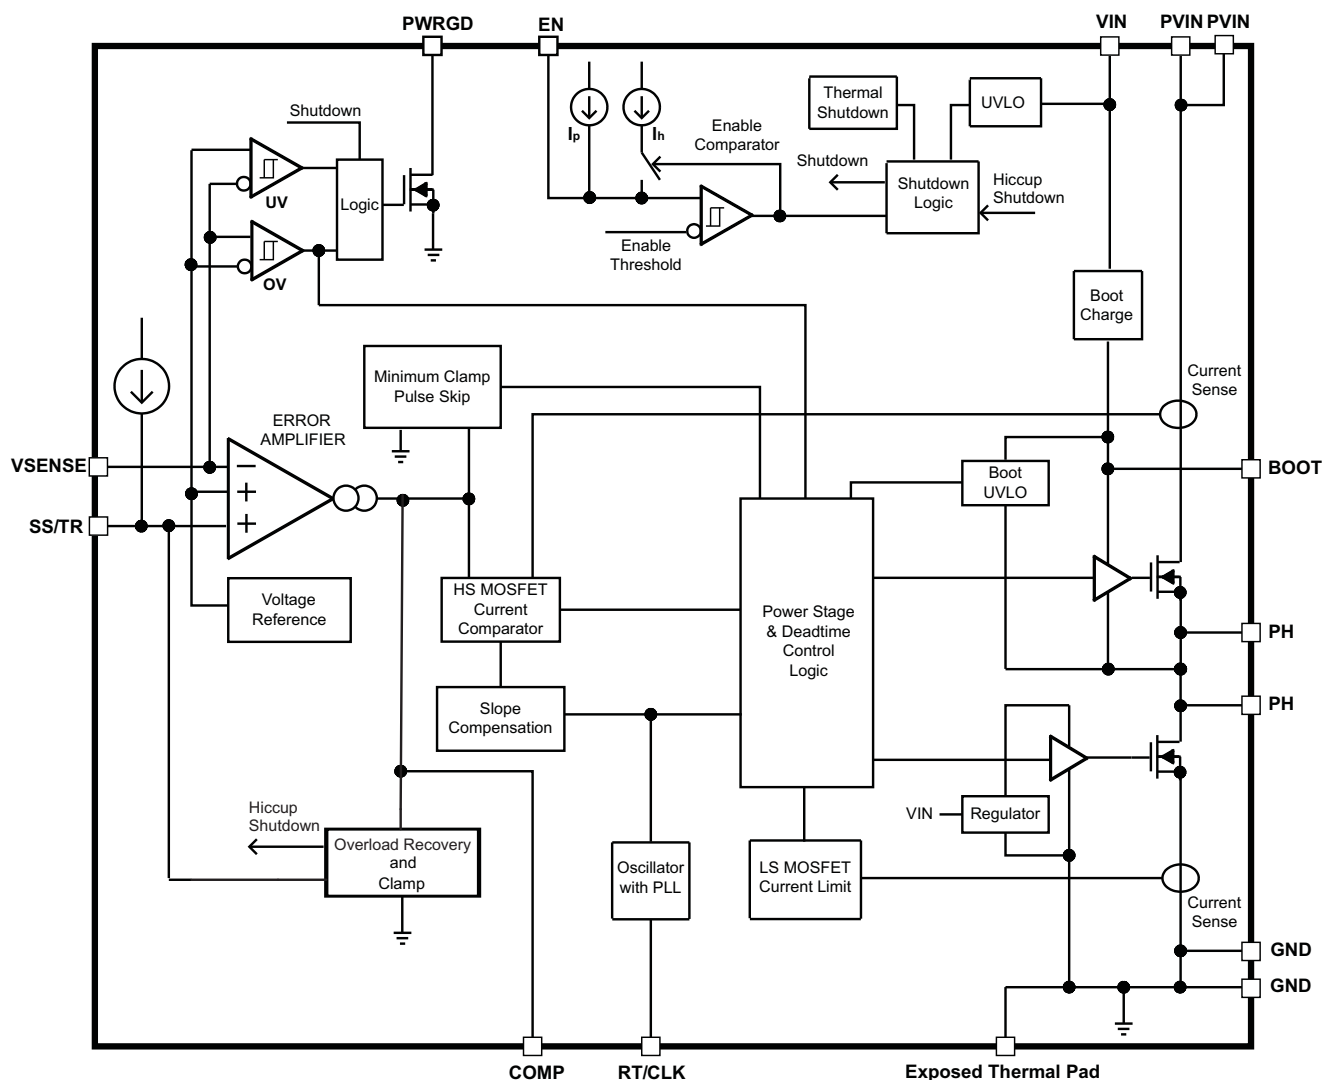 PWRGD
EN
VIN
PVIN
PVIN
Shutdown
UV
Logic
OV
Ip
Ih
Enable
Comparator
Enable
Threshold
Thermal
Shutdown
UVLO
Shutdown
Shutdown
Logic
Hiccup
Shutdown
Boot
Charge
Current
Sense
Minimum Clamp
Pulse Skip
ERROR
AMPLIFIER
VSENSE
SS/TR
−
+
+
Boot
UVLO
BOOT
Voltage
Reference
HS MOSFET
Current
Comparator
Power Stage
& Deadtime
Control
Logic
PH
PH
Slope
Compensation
VIN
Regulator
Hiccup
Shutdown
Overload Recovery
and
Clamp
Oscillator
with PLL
LS MOSFET
Current Limit
Current
Sense
GND
GND
COMP
RT/CLK
Exposed Thermal Pad